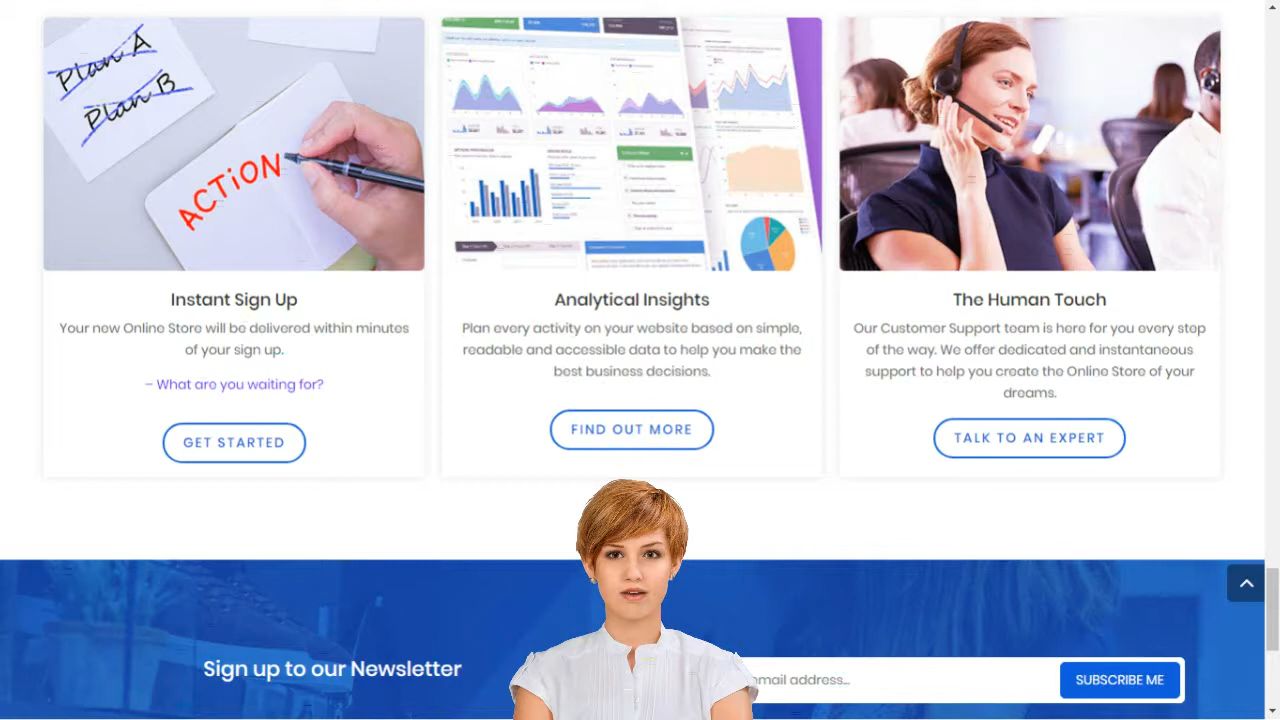 Plan A
Plan B
ACTION
Instant Sign Up
Your new Online Store will be delivered within minutes
of your sign up.
– What are you waiting for?
GET STARTED
Analytical Insights
Plan every activity on your website based on simple,
readable and accessible data to help you make the
best business decisions.
FIND OUT MORE
The Human Touch
Our Customer Support team is here for you every step
of the way. We offer dedicated and instantaneous
support to help you create the Online Store of your
dreams.
TALK TO AN EXPERT
Sign up to our Newsletter
address...
SUBSCRIBE ME